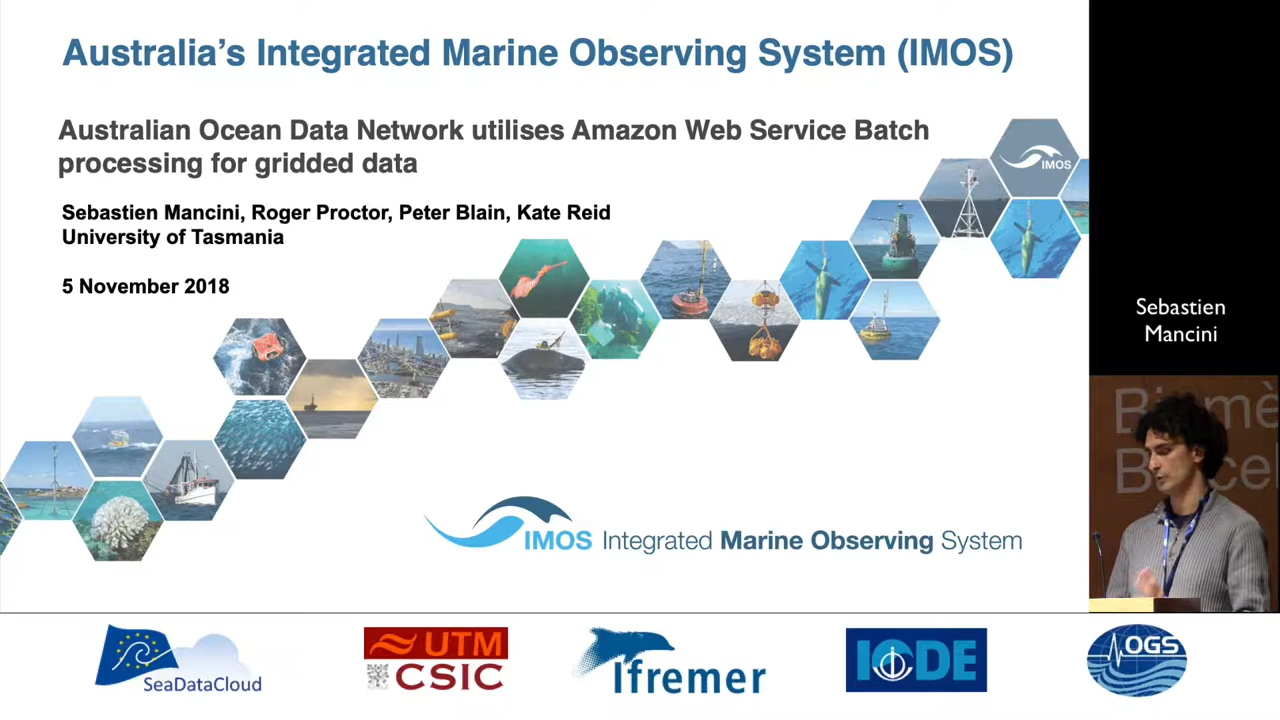 Australia's Integrated Marine Observing System (IMOS)
Australian Ocean Data Network utilises Amazon Web Service Batch
processing for gridded data
Sebastien Mancini, Roger Proctor, Peter Blain, Kate Reid
University of Tasmania
5 November 2018
IMOS
IMOS Integrated Marine Observing System
Sebastien
Mancini
SeaDataCloud
UTM
CSIC
Ifremer
IODE
OGS